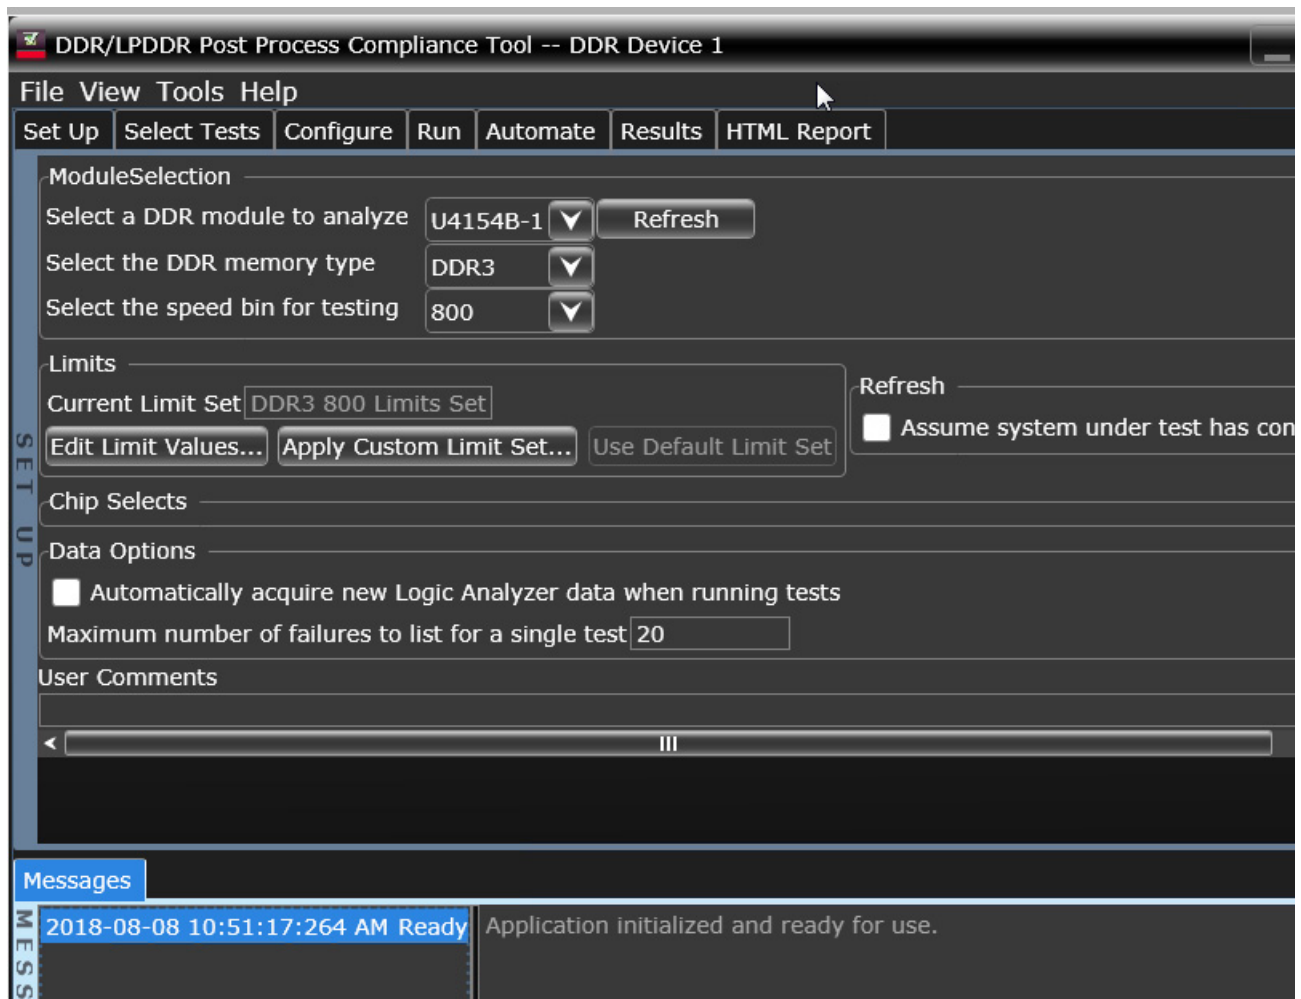 DDR/LPDDR Post Process Compliance Tool -- DDR Device 1
File View Tools Help
Set Up Select Tests Configure Run Automate Results HTML Report
ModuleSelection
Select a DDR module to analyze U4154B-1 Refresh
Select the DDR memory type DDR3
Select the speed bin for testing 800
Limits
Current Limit Set DDR3 800 Limits Set
Edit Limit Values... Apply Custom Limit Set... Use Default Limit Set
Refresh
Assume system under test has con
SET UP
Chip Selects
Data Options
Automatically acquire new Logic Analyzer data when running tests
Maximum number of failures to list for a single test 20
User Comments
Messages
MESS
2018-08-08 10:51:17:264 AM Ready
Application initialized and ready for use.